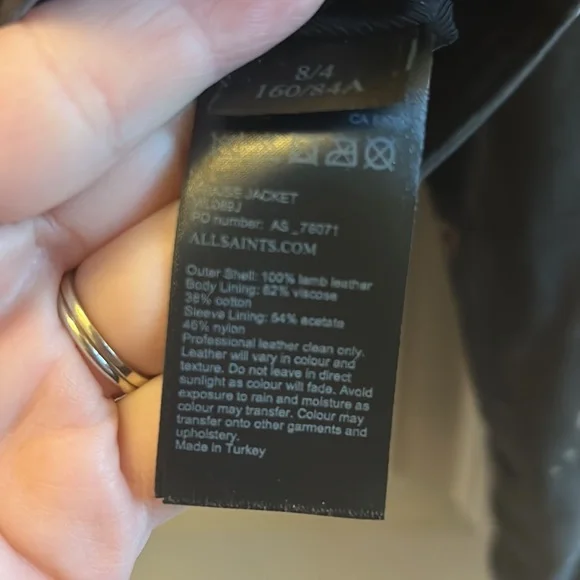 8/4
160/84A
CA
JACKET
PO number: AS_76071
ALLSAINTS.COM
Outer Shell: 100% lamb leather
Body Lining: 62% viscose
38% cotton
Sleeve Lining: 54% acetate
46% nylon
Professional leather clean only.
Leather will vary in colour and
texture. Do not leave in direct
sunlight as colour will fade. Avoid
exposure to rain and moisture as
colour may transfer. Colour may
transfer onto other garments and
upholstery.
Made in Turkey